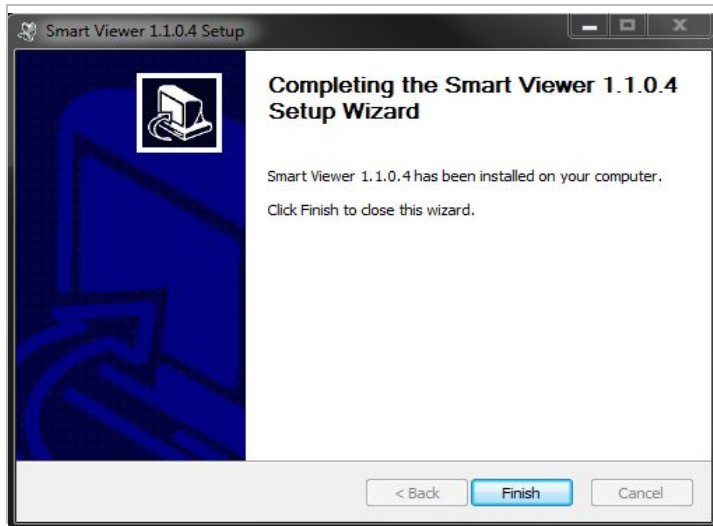 Smart Viewer 1.1.0.4 Setup
Completing the Smart Viewer 1.1.0.4
Setup Wizard
Smart Viewer 1.1.0.4 has been installed on your computer.
Click Finish to close this wizard.
< Back
Finish
Cancel